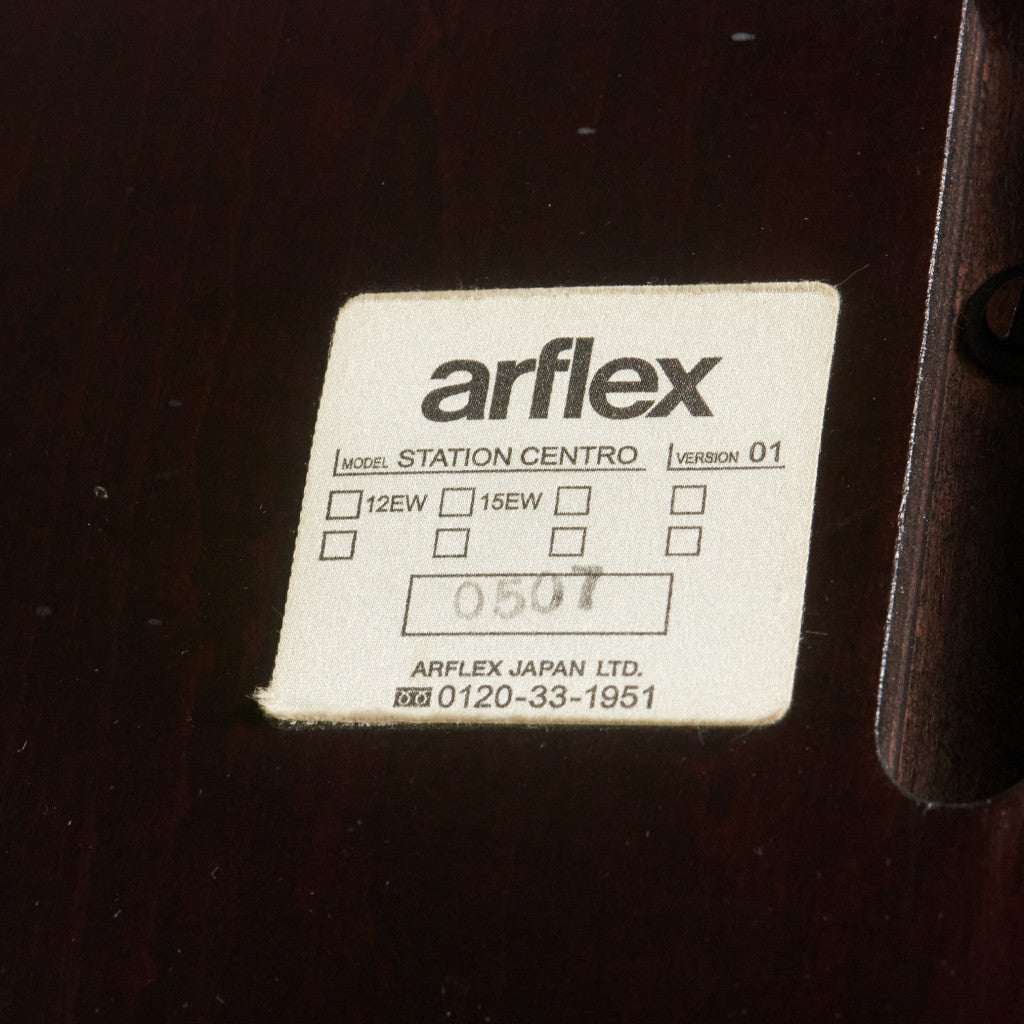 arflex
MODEL STATION CENTRO VERSION 01
12EW 15EW
0507
ARFLEX JAPAN LTD.
0120-33-1951